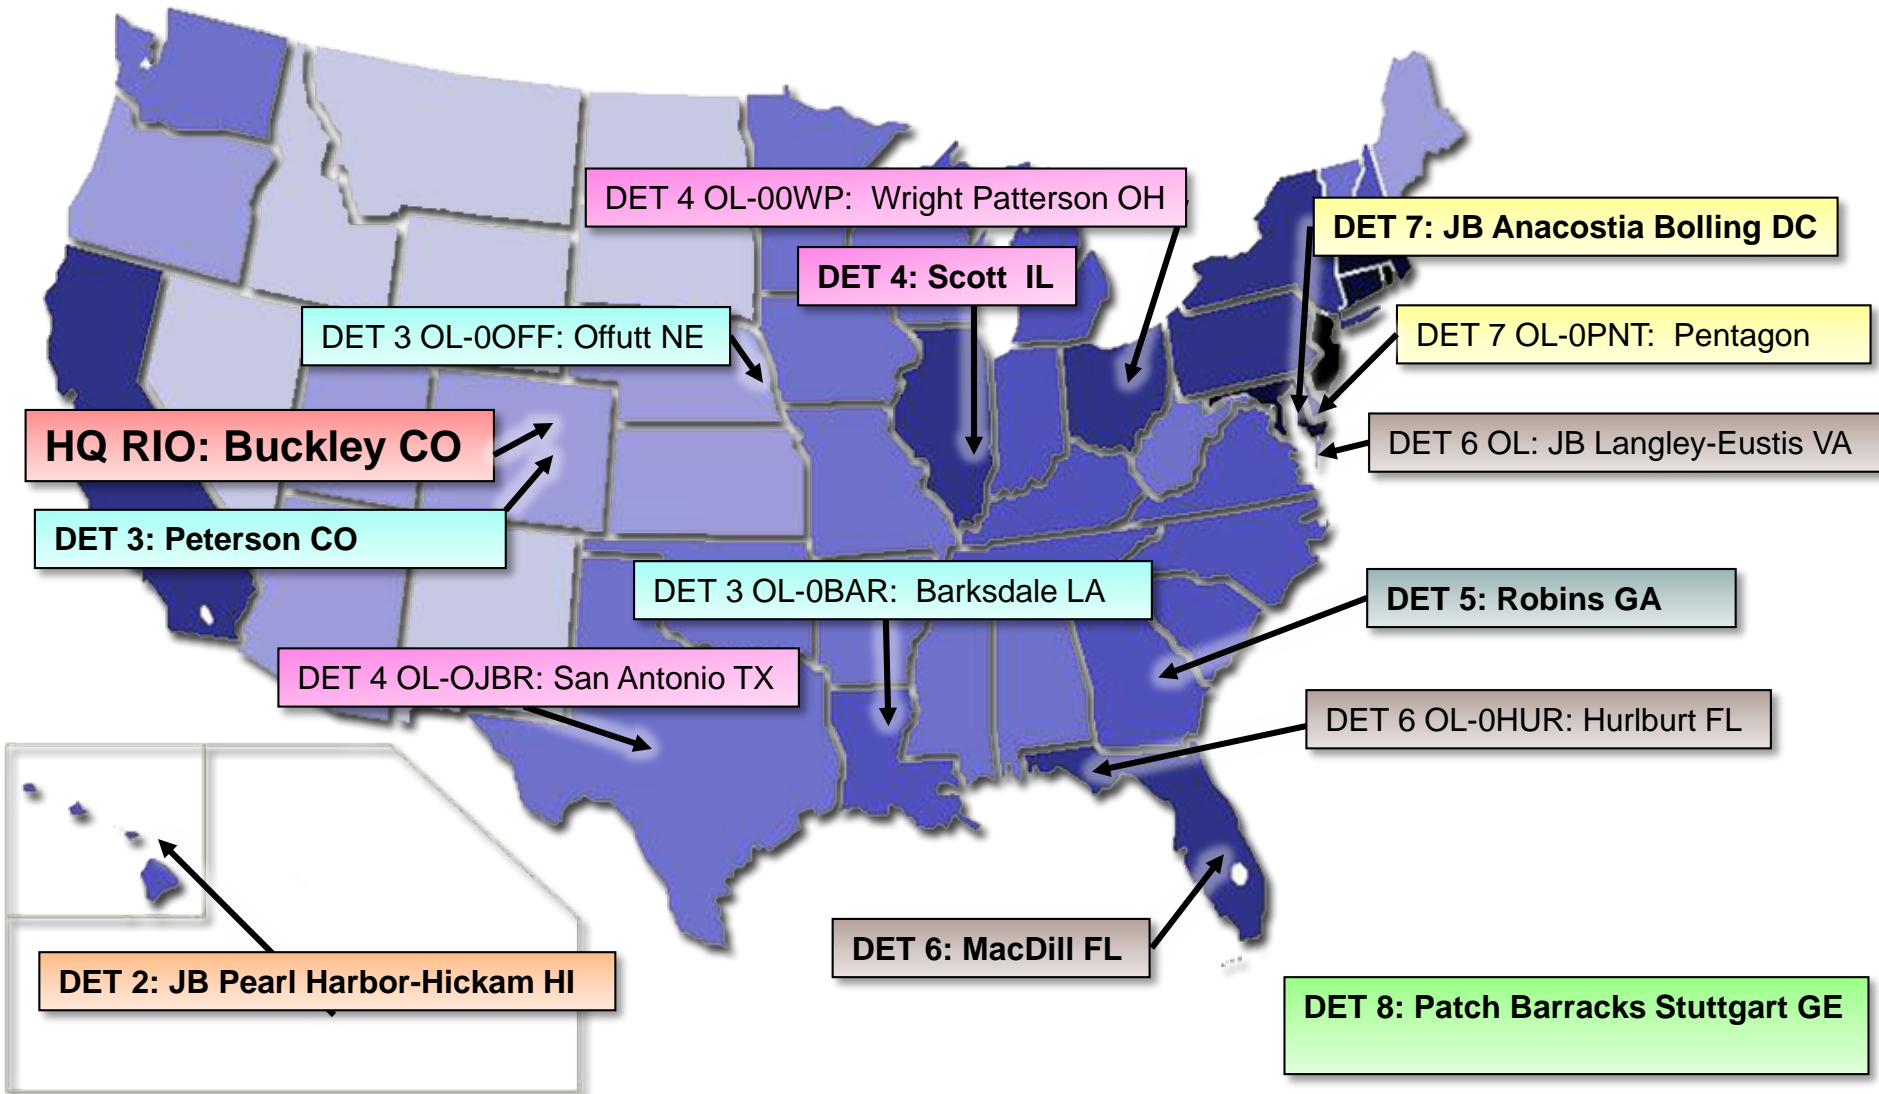 DET 4 OL-00WP:  Wright Patterson OH
DET 7: JB Anacostia Bolling DC
DET 4: Scott  IL
DET 3 OL-0OFF: Offutt NE
DET 7 OL-0PNT:  Pentagon
HQ RIO: Buckley CO
DET 6 OL: JB Langley-Eustis VA
DET 3: Peterson CO
DET 3 OL-0BAR:  Barksdale LA
DET 5: Robins GA
DET 4 OL-OJBR: San Antonio TX
DET 6 OL-0HUR: Hurlburt FL
DET 6: MacDill FL
DET 2: JB Pearl Harbor-Hickam HI
DET 8: Patch Barracks Stuttgart GE